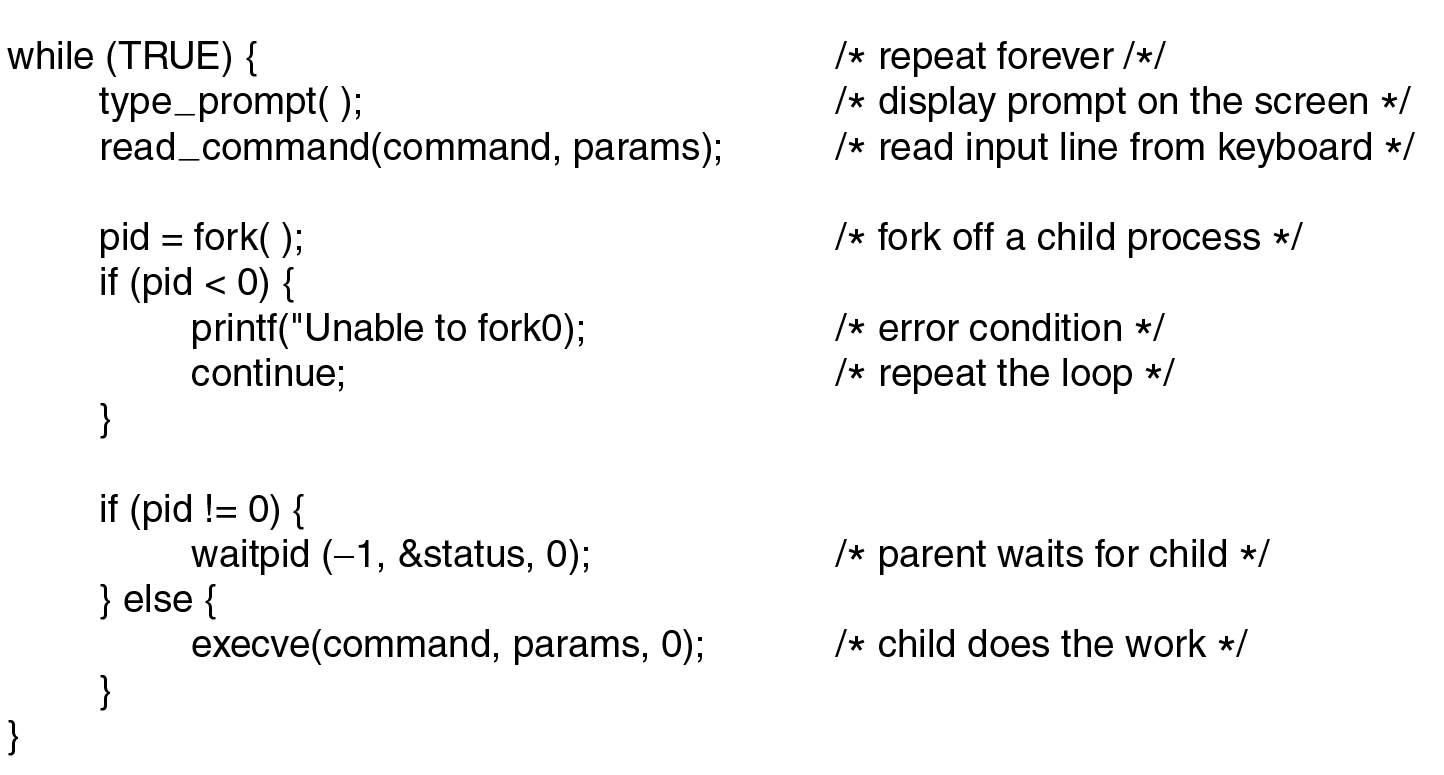 while (TRUE) { /* repeat forever /*/
type_prompt( ); /* display prompt on the screen */
read_command(command, params); /* read input line from keyboard */
pid = fork( ); /* fork off a child process */
if (pid < 0) {
printf("Unable to fork0); /* error condition */
continue; /* repeat the loop */
}
if (pid != 0) {
waitpid (−1, &status, 0); /* parent waits for child */
} else {
execve(command, params, 0); /* child does the work */
}
}